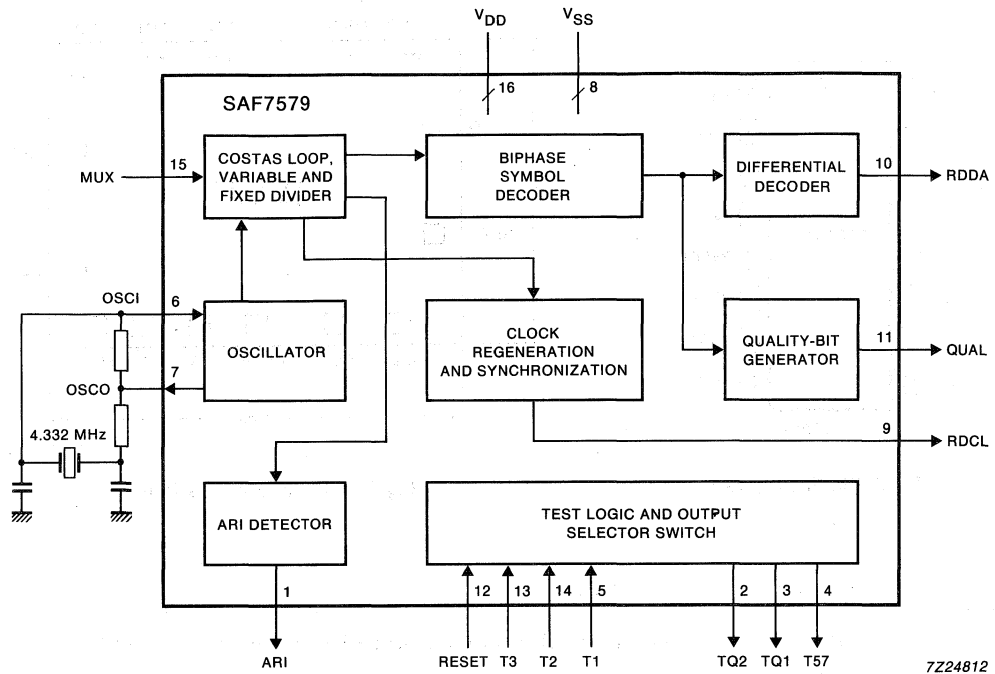 VDD
VSS
16
8
SAF7579
MUX
15
COSTAS LOOP,
VARIABLE AND
FIXED DIVIDER
BIPHASE
SYMBOL
DECODER
DIFFERENTIAL
DECODER
10
RDDA
OSCI
6
OSCILLATOR
7
OSCO
4.332 MHz
CLOCK
REGENERATION
AND SYNCHRONIZATION
QUALITY-BIT
GENERATOR
11
QUAL
9
RDCL
ARI DETECTOR
TEST LOGIC AND OUTPUT
SELECTOR SWITCH
1
12
13
14
5
2
3
4
ARI
RESET
T3
T2
T1
TQ2
TQ1
T57
7Z24812